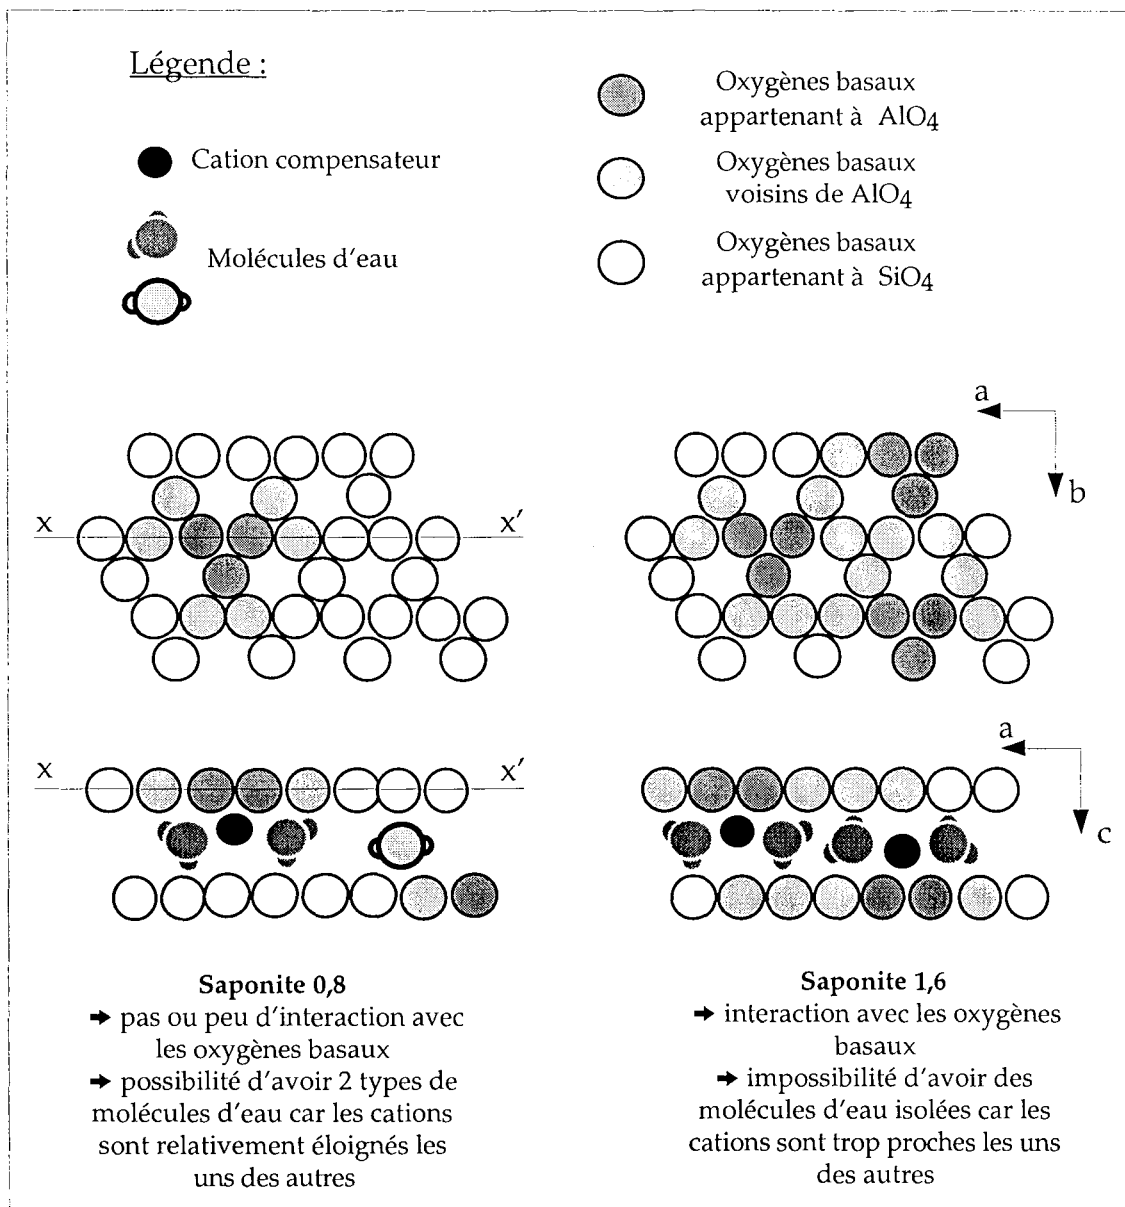 Légende :
Cation compensateur
Molécules d'eau
Oxygènes basaux
appartenant à AlO4
Oxygènes basaux
voisins de AlO4
Oxygènes basaux
appartenant à SiO4
x
x'
a
b
x
x'
a
c
Saponite 0,8
➔ pas ou peu d'interaction avec
les oxygènes basaux
➔ possibilité d'avoir 2 types de
molécules d'eau car les cations
sont relativement éloignés les
uns des autres
Saponite 1,6
➔ interaction avec les oxygènes
basaux
➔ impossibilité d'avoir des
molécules d'eau isolées car les
cations sont trop proches les uns
des autres